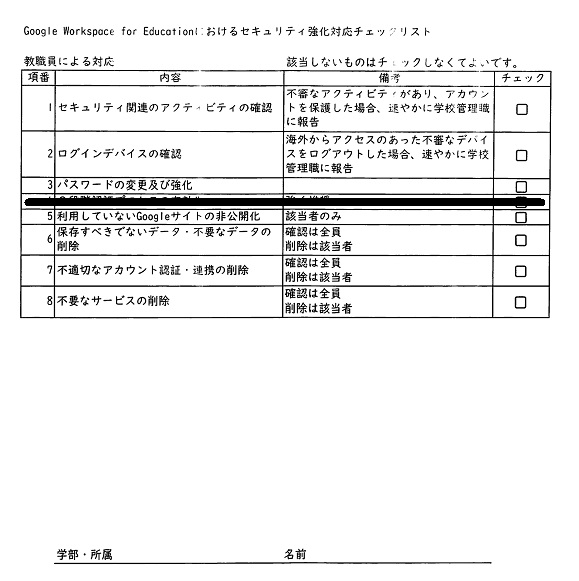 Google Workspace for Educationにおけるセキュリティ強化対応チェックリスト
教職員による対応 該当しないものはチェックしなくてよいです。
項番 内容 備考 チェック
1 セキュリティ関連のアクティビティの確認 不審なアクティビティがあり、アカウン
トを保護した場合、速やかに学校管理職
に報告
2 ログインデバイスの確認 海外からアクセスのあった不審なデバイ
スをログアウトした場合、速やかに学校
管理職に報告
3 パスワードの変更及び強化
5 利用していないGoogleサイトの非公開化 該当者のみ
6 保存すべきでないデータ・不要なデータの
削除
確認は全員
削除は該当者
7 不適切なアカウント認証・連携の削除 確認は全員
削除は該当者
8 不要なサービスの削除 確認は全員
削除は該当者
学部・所属 名前